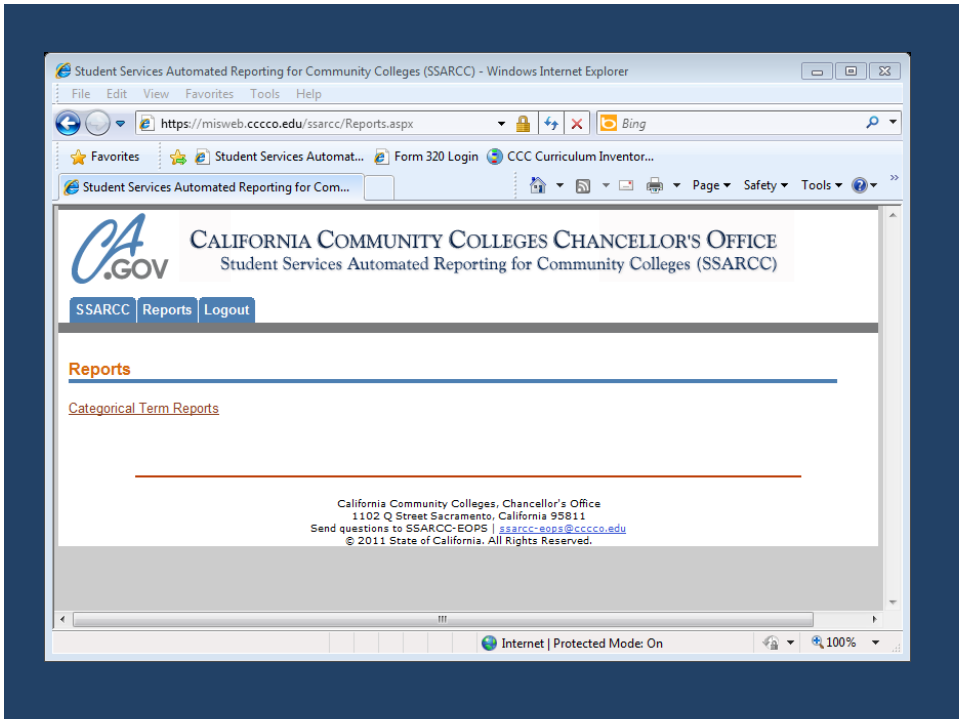 Student Services Automated Reporting for Community Colleges (SSARCC) - Windows Internet Explorer
File Edit View Favorites Tools Help
https://misweb.cccco.edu/ssarcc/Reports.aspx Bing
Favorites Student Services Automat... Form 320 Login CCC Curriculum Inventor...
Student Services Automated Reporting for Com... Page Safety Tools
CA.GOV
CALIFORNIA COMMUNITY COLLEGES CHANCELLOR'S OFFICE
Student Services Automated Reporting for Community Colleges (SSARCC)
SSARCC Reports Logout
Reports
Categorical Term Reports
California Community Colleges, Chancellor's Office
1102 Q Street Sacramento, California 95811
Send questions to SSARCC-EOPS | ssarcc-eops@cccco.edu
© 2011 State of California. All Rights Reserved.
Internet | Protected Mode: On 100%